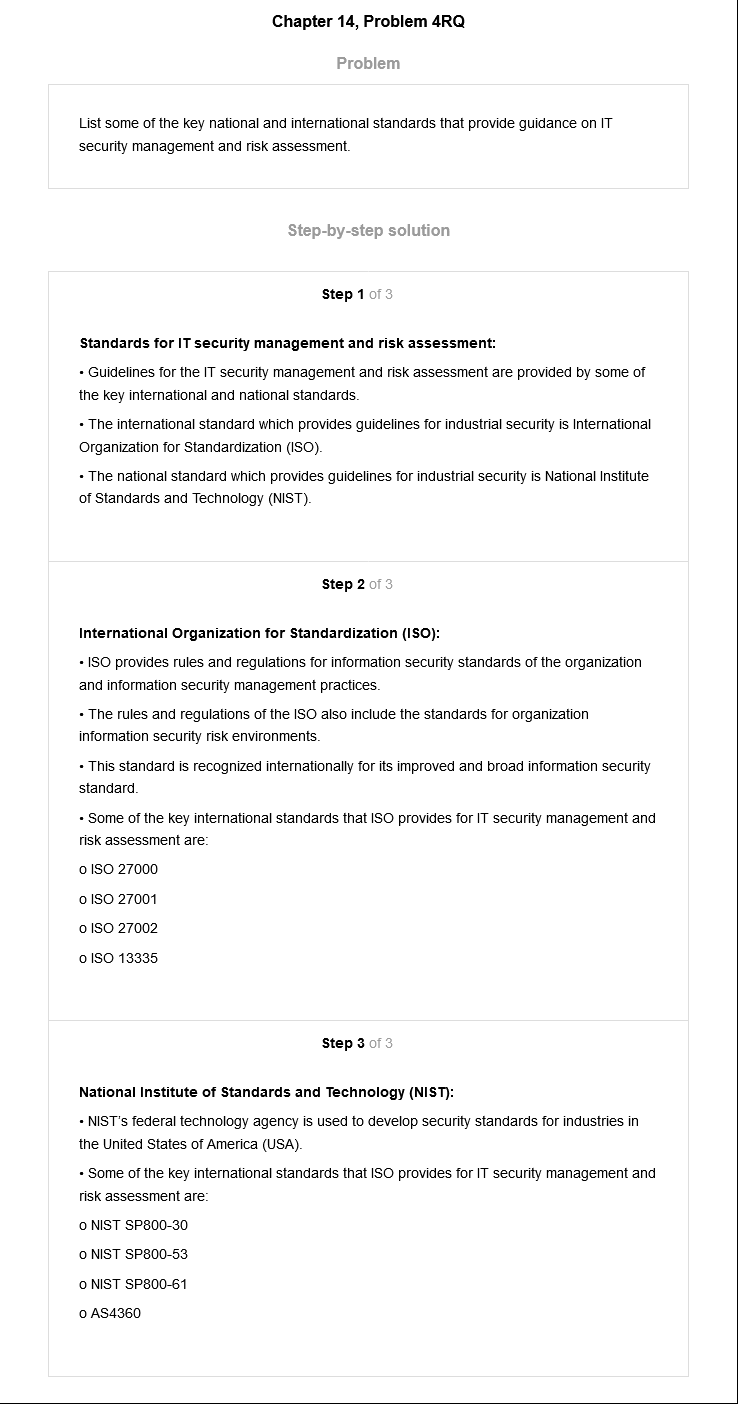 Chapter 14, Problem 4RQ
Problem
List some of the key national and international standards that provide guidance on IT
security management and risk assessment.
Step-by-step solution
Step 1 of 3
Standards for IT security management and risk assessment:
• Guidelines for the IT security management and risk assessment are provided by some of
the key international and national standards.
• The international standard which provides guidelines for industrial security is International
Organization for Standardization (ISO).
• The national standard which provides guidelines for industrial security is National Institute
of Standards and Technology (NIST).
Step 2 of 3
International Organization for Standardization (ISO):
• ISO provides rules and regulations for information security standards of the organization
and information security management practices.
• The rules and regulations of the ISO also include the standards for organization
information security risk environments.
• This standard is recognized internationally for its improved and broad information security
standard.
• Some of the key international standards that ISO provides for IT security management and
risk assessment are:
o ISO 27000
o ISO 27001
o ISO 27002
o ISO 13335
Step 3 of 3
National Institute of Standards and Technology (NIST):
• NIST's federal technology agency is used to develop security standards for industries in
the United States of America (USA).
• Some of the key international standards that ISO provides for IT security management and
risk assessment are:
o NIST SP800-30
o NIST SP800-53
o NIST SP800-61
o AS4360